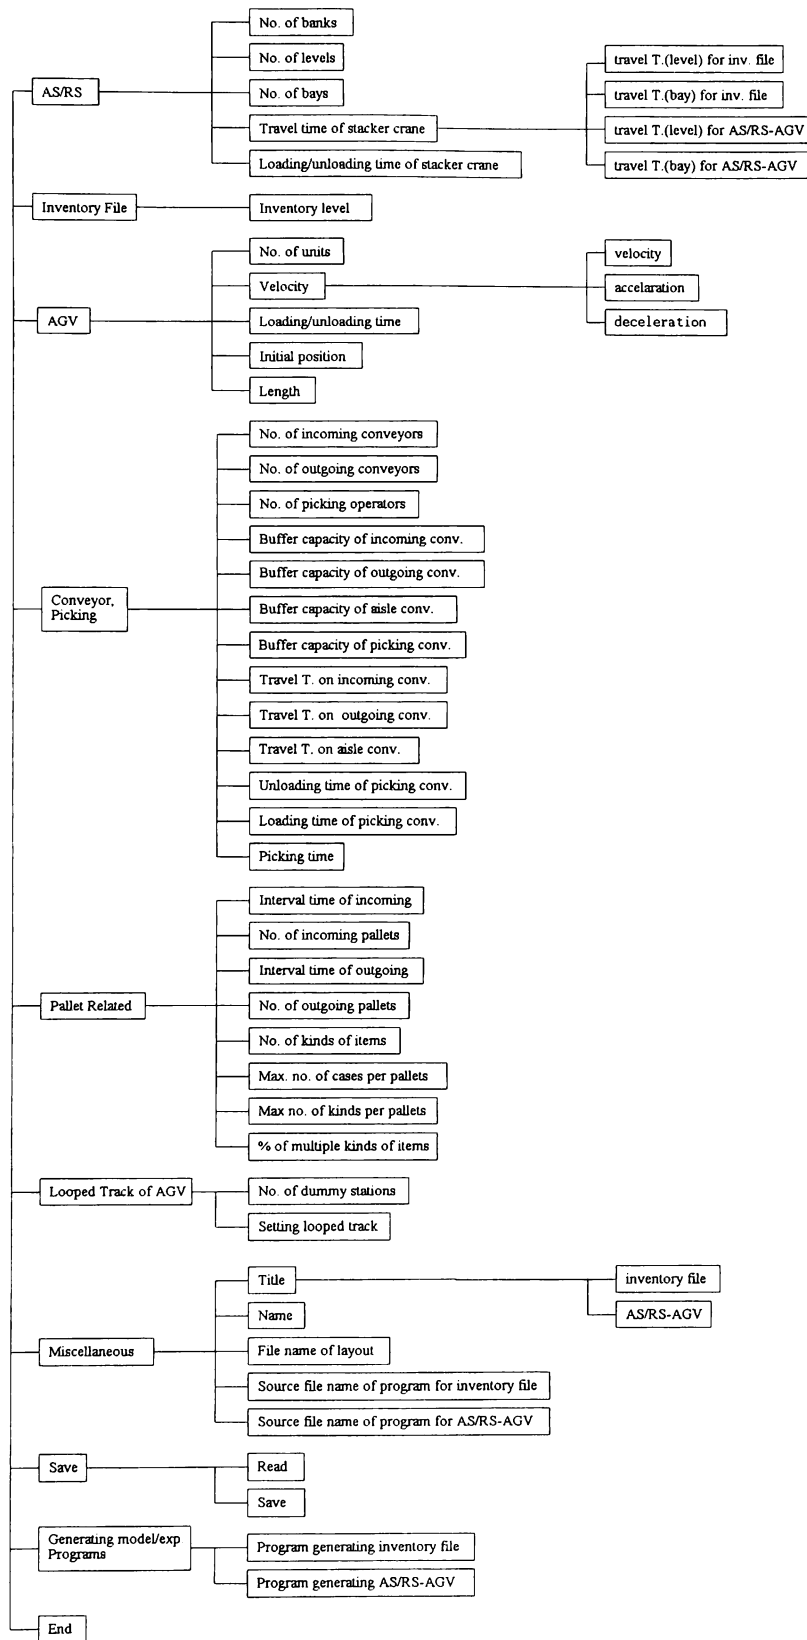 AS/RS
No. of banks
No. of levels
No. of bays
Travel time of stacker crane
travel T.(level) for inv. file
travel T.(bay) for inv. file
travel T.(level) for AS/RS-AGV
travel T.(bay) for AS/RS-AGV
Loading/unloading time of stacker crane
Inventory File
Inventory level
AGV
No. of units
Velocity
velocity
accelaration
deceleration
Loading/unloading time
Initial position
Length
Conveyor,
Picking
No. of incoming conveyors
No. of outgoing conveyors
No. of picking operators
Buffer capacity of incoming conv.
Buffer capacity of outgoing conv.
Buffer capacity of aisle conv.
Buffer capacity of picking conv.
Travel T. on incoming conv.
Travel T. on outgoing conv.
Travel T. on aisle conv.
Unloading time of picking conv.
Loading time of picking conv.
Picking time
Pallet Related
Interval time of incoming
No. of incoming pallets
Interval time of outgoing
No. of outgoing pallets
No. of kinds of items
Max. no. of cases per pallets
Max no. of kinds per pallets
% of multiple kinds of items
Looped Track of AGV
No. of dummy stations
Setting looped track
Miscellaneous
Title
inventory file
AS/RS-AGV
Name
File name of layout
Source file name of program for inventory file
Source file name of program for AS/RS-AGV
Save
Read
Save
Generating model/exp
Programs
Program generating inventory file
Program generating AS/RS-AGV
End